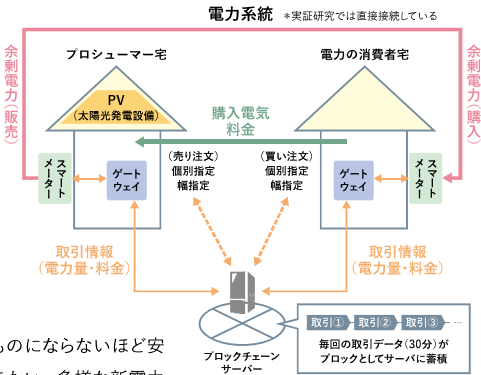 電力系統 *実証研究では直接接続している
プロシューマー宅
電力の消費者宅
余剰電力(販売)
余剰電力(購入)
PV
(太陽光発電設備)
購入電気
料金
スマート
メーター
ゲート
ウェイ
(売り注文)
個別指定
幅指定
(買い注文)
個別指定
幅指定
ゲート
ウェイ
スマート
メーター
取引情報
(電力量・料金)
取引情報
(電力量・料金)
ブロックチェーン
サーバー
取引① 取引② 取引③ …
毎回の取引データ(30分)が
ブロックとしてサーバに蓄積
ものにならないほど安